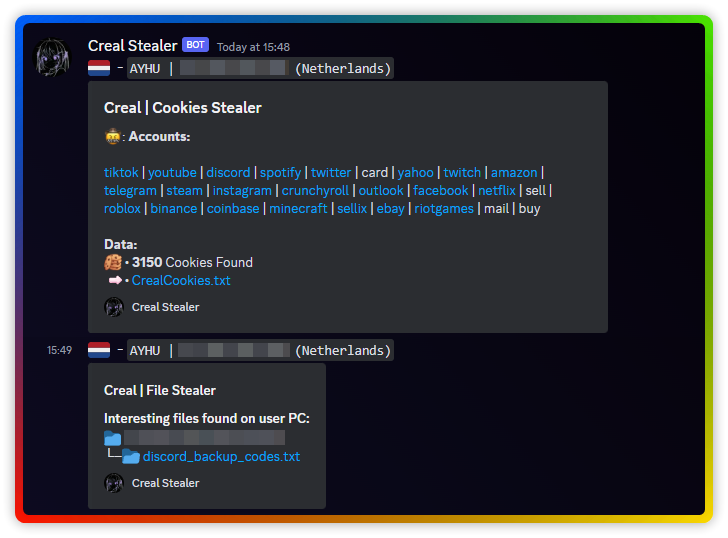 Creal Stealer BOT Today at 15:48
- AYHU | (Netherlands)
Creal | Cookies Stealer
: Accounts:
tiktok | youtube | discord | spotify | twitter | card | yahoo | twitch | amazon |
telegram | steam | instagram | crunchyroll | outlook | facebook | netflix | sell |
roblox | binance | coinbase | minecraft | sellix | ebay | riotgames | mail | buy
Data:
• 3150 Cookies Found
• CrealCookies.txt
Creal Stealer
15:49 - AYHU | (Netherlands)
Creal | File Stealer
Interesting files found on user PC:
discord_backup_codes.txt
Creal Stealer